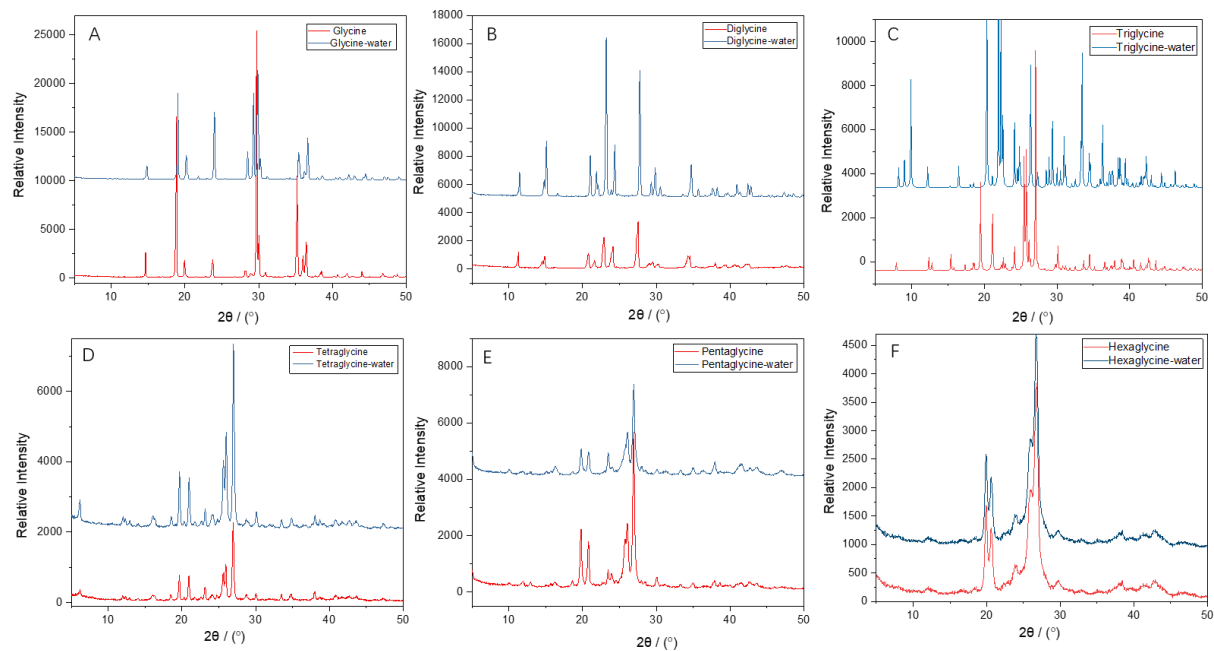 A
Glycine
Glycine-water
25000
20000
15000
10000
5000
0
Relative Intensity
10 20 30 40 50
2θ / (°)
B
Diglycine
Diglycine-water
18000
16000
14000
12000
10000
8000
6000
4000
2000
0
Relative Intensity
10 20 30 40 50
2θ / (°)
C
Triglycine
Triglycine-water
10000
8000
6000
4000
2000
0
Relative Intensity
10 20 30 40 50
2θ / (°)
D
Tetraglycine
Tetraglycine-water
6000
4000
2000
0
Relative Intensity
10 20 30 40 50
2θ / (°)
E
Pentaglycine
Pentaglycine-water
8000
6000
4000
2000
0
Relative Intensity
10 20 30 40 50
2θ / (°)
F
Hexaglycine
Hexaglycine-water
4500
4000
3500
3000
2500
2000
1500
1000
500
0
Relative Intensity
10 20 30 40 50
2θ / (°)